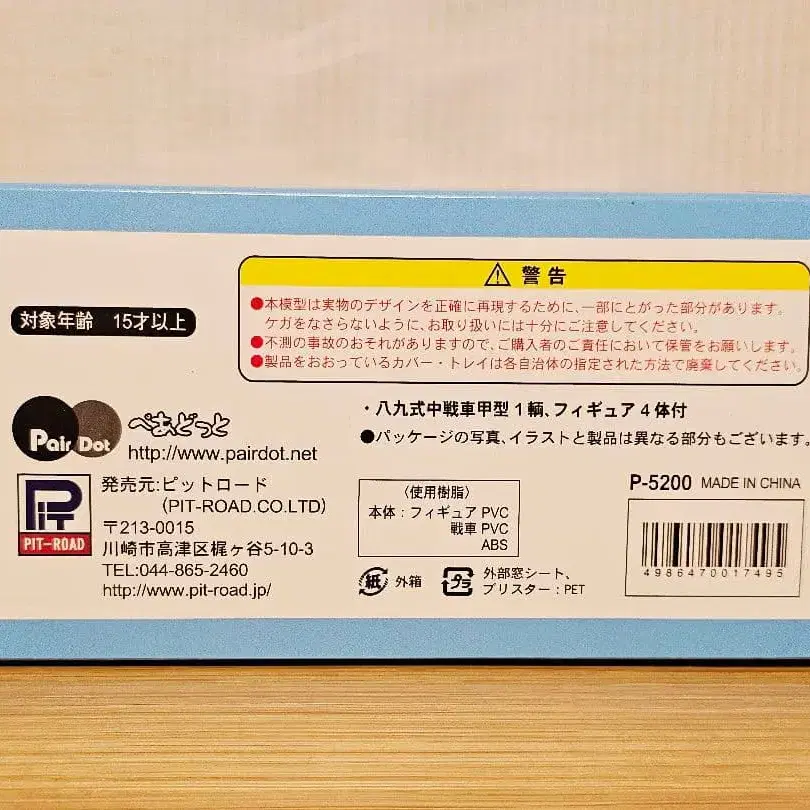 警告
●本模型は実物のデザインを正確に再現するために、一部にとがった部分があります。
ケガをなさらないように、お取り扱いには十分にご注意してください。
●不測の事故のおそれがありますので、ご購入者のご責任において保管をお願いします。
●製品をおおっているカバー・トレイは各自治体の指定された方法で廃棄してください。
対象年齢 15才以上
・八九式中戦車甲型1輌、フィギュア4体付
●パッケージの写真、イラストと製品は異なる部分もございます。
Pair Dot
ぺあどっと
http://www.pairdot.net
PIT
PIT-ROAD
発売元:ピットロード
(PIT-ROAD.CO.LTD)
〒213-0015
川崎市高津区梶ヶ谷5-10-3
TEL:044-865-2460
http://www.pit-road.jp/
〈使用樹脂〉
本体:フィギュア PVC
戦車 PVC
ABS
紙 外箱
プラ 外部窓シート、
ブリスター:PET
P-5200 MADE IN CHINA
4986470017495